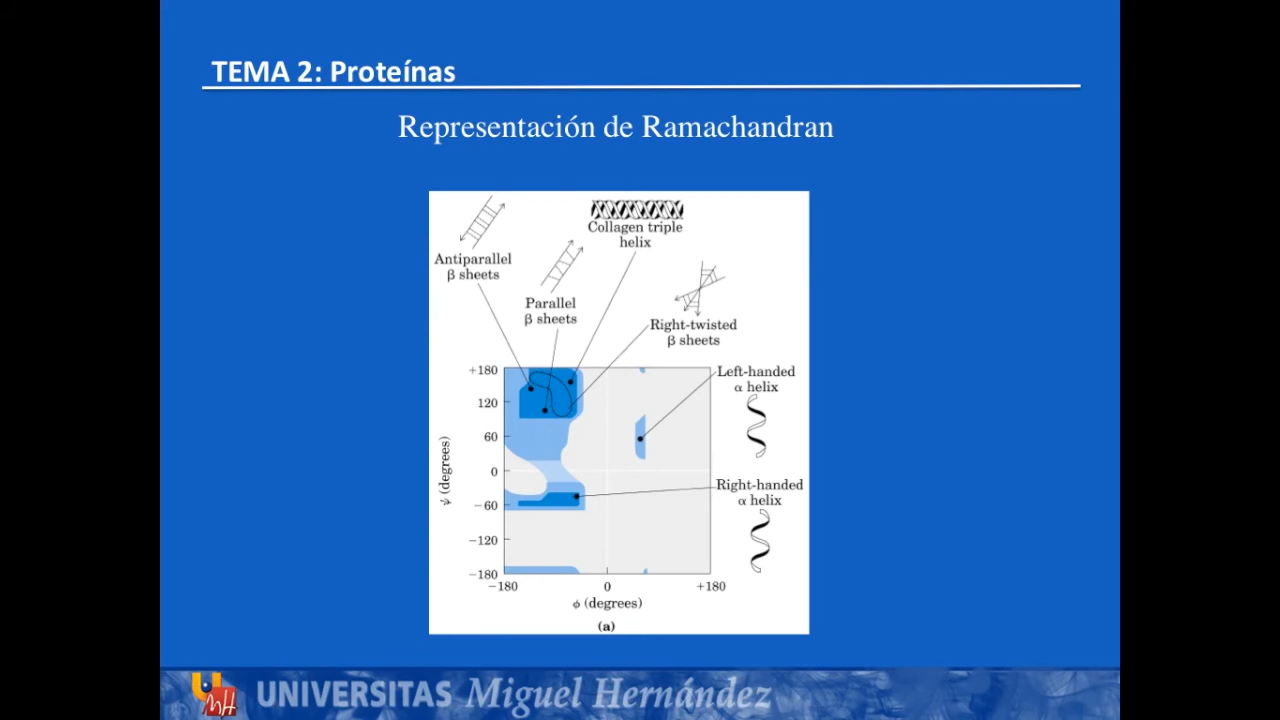 TEMA 2: Proteínas
Representación de Ramachandran
Collagen triple
helix
Antiparallel
β sheets
Parallel
β sheets
Right-twisted
β sheets
Left-handed
α helix
Right-handed
α helix
+180
120
60
0
−60
−120
−180
ψ (degrees)
−180
0
+180
ϕ (degrees)
(a)
UMH
UNIVERSITAS Miguel Hernández